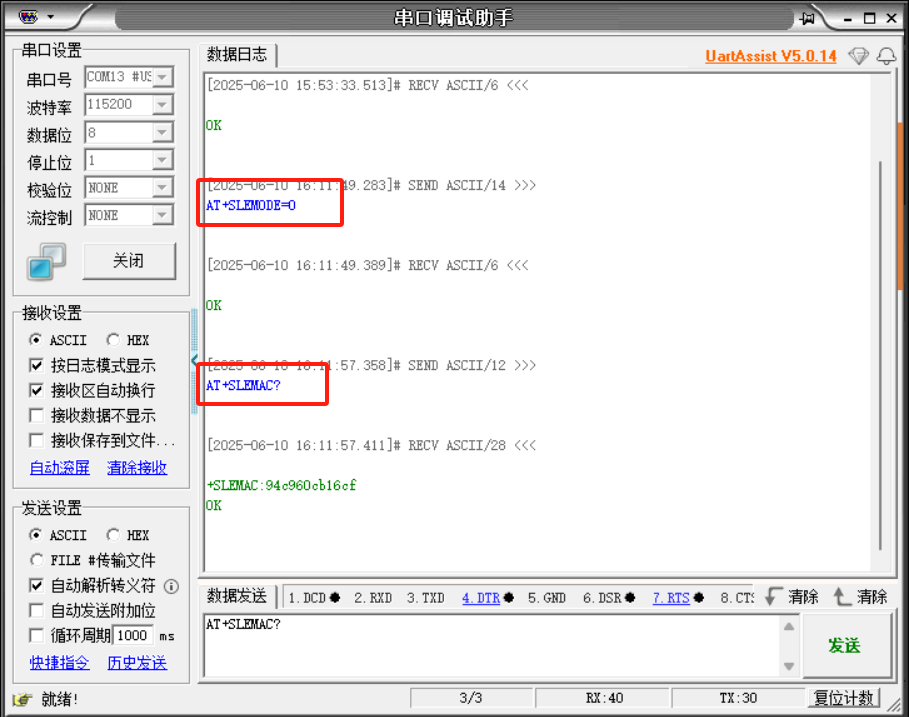 串口调试助手
串口设置
串口号 COM13 #US
波特率 115200
数据位 8
停止位 1
校验位 NONE
流控制 NONE
关闭
接收设置
ASCII HEX
按日志模式显示
接收区自动换行
接收数据不显示
接收保存到文件...
自动滚屏 清除接收
发送设置
ASCII HEX
FILE #传输文件
自动解析转义符
自动发送附加位
循环周期 1000 ms
快捷指令 历史发送
数据日志
UartAssist V5.0.14
[2025-06-10 15:53:33.513]# RECV ASCII/6 <<<
OK
[2025-06-10 16:11:49.283]# SEND ASCII/14 >>>
AT+SLEMODE=0
[2025-06-10 16:11:49.389]# RECV ASCII/6 <<<
OK
[2025-06-10 16:11:57.358]# SEND ASCII/12 >>>
AT+SLEMAC?
[2025-06-10 16:11:57.411]# RECV ASCII/28 <<<
+SLEMAC:94c960cb16cf
OK
数据发送 1.DCD 2.RXD 3.TXD 4.DTR 5.GND 6.DSR 7.RTS 8.CTS 清除 清除
AT+SLEMAC?
发送
就绪! 3/3 RX:40 TX:30 复位计数